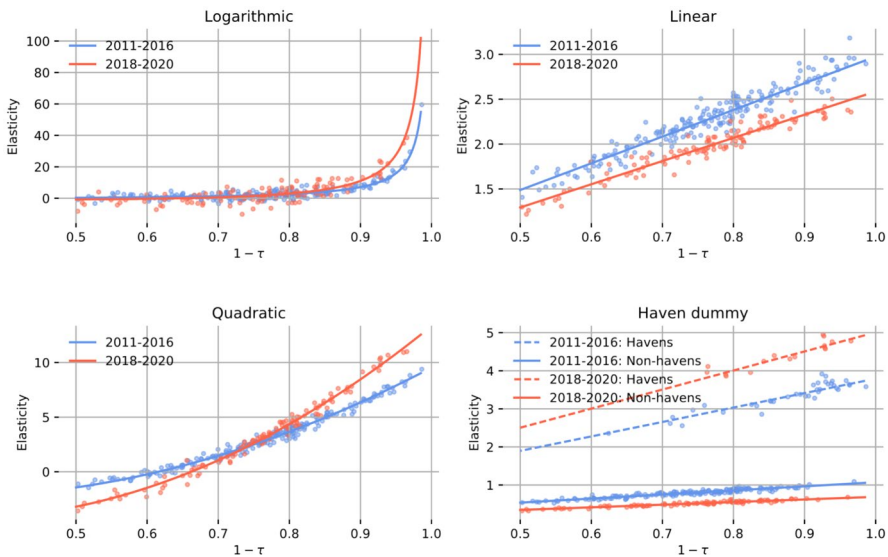 Logarithmic
2011-2016
2018-2020
Elasticity
100
80
60
40
20
0
0.5 0.6 0.7 0.8 0.9 1.0
1 − τ
Linear
2011-2016
2018-2020
Elasticity
3.0
2.5
2.0
1.5
0.5 0.6 0.7 0.8 0.9 1.0
1 − τ
Quadratic
2011-2016
2018-2020
Elasticity
10
5
0
0.5 0.6 0.7 0.8 0.9 1.0
1 − τ
Haven dummy
2011-2016: Havens
2011-2016: Non-havens
2018-2020: Havens
2018-2020: Non-havens
Elasticity
5
4
3
2
1
0.5 0.6 0.7 0.8 0.9 1.0
1 − τ